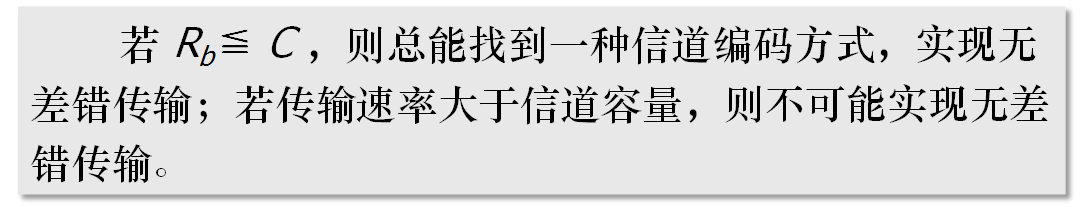 若 Rb≦ C，则总能找到一种信道编码方式，实现无
差错传输；若传输速率大于信道容量，则不可能实现无差
错传输。